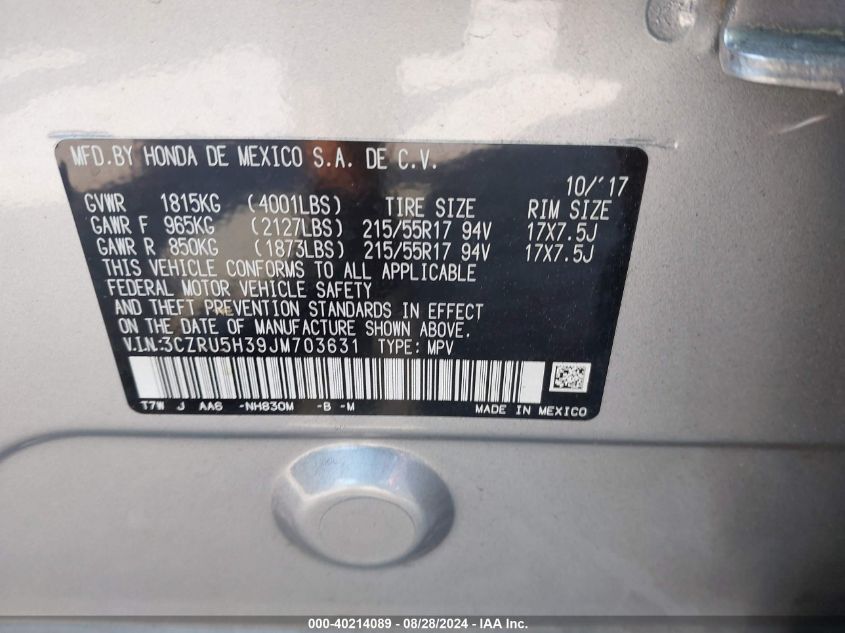 MFD.BY HONDA DE MEXICO S.A. DE C.V.
10/'17
GVWR 1815KG (4001LBS) TIRE SIZE RIM SIZE
GAWR F 965KG (2127LBS) 215/55R17 94V 17X7.5J
GAWR R 850KG (1873LBS) 215/55R17 94V 17X7.5J
THIS VEHICLE CONFORMS TO ALL APPLICABLE
FEDERAL MOTOR VEHICLE SAFETY
AND THEFT PREVENTION STANDARDS IN EFFECT
ON THE DATE OF MANUFACTURE SHOWN ABOVE.
V.I.N:3CZRU5H39JM703631 TYPE: MPV
T7W J AA6 -NH830M -B -M
MADE IN MEXICO
000-40214089 - 08/28/2024 - IAA Inc.